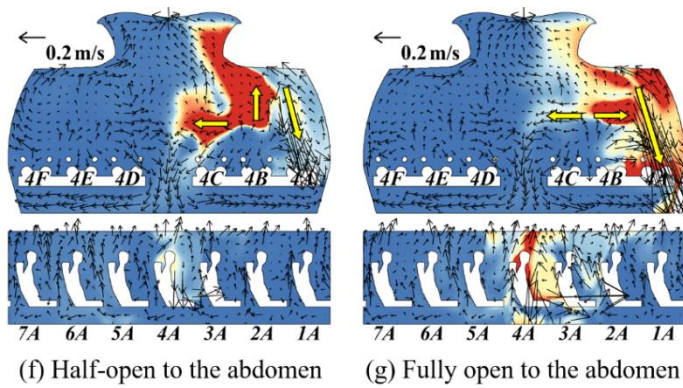 0.2 m/s
0.2 m/s
4F 4E 4D 4C 4B 4A
4F 4E 4D 4C 4B 4A
7A 6A 5A 4A 3A 2A 1A
7A 6A 5A 4A 3A 2A 1A
(f) Half-open to the abdomen
(g) Fully open to the abdomen